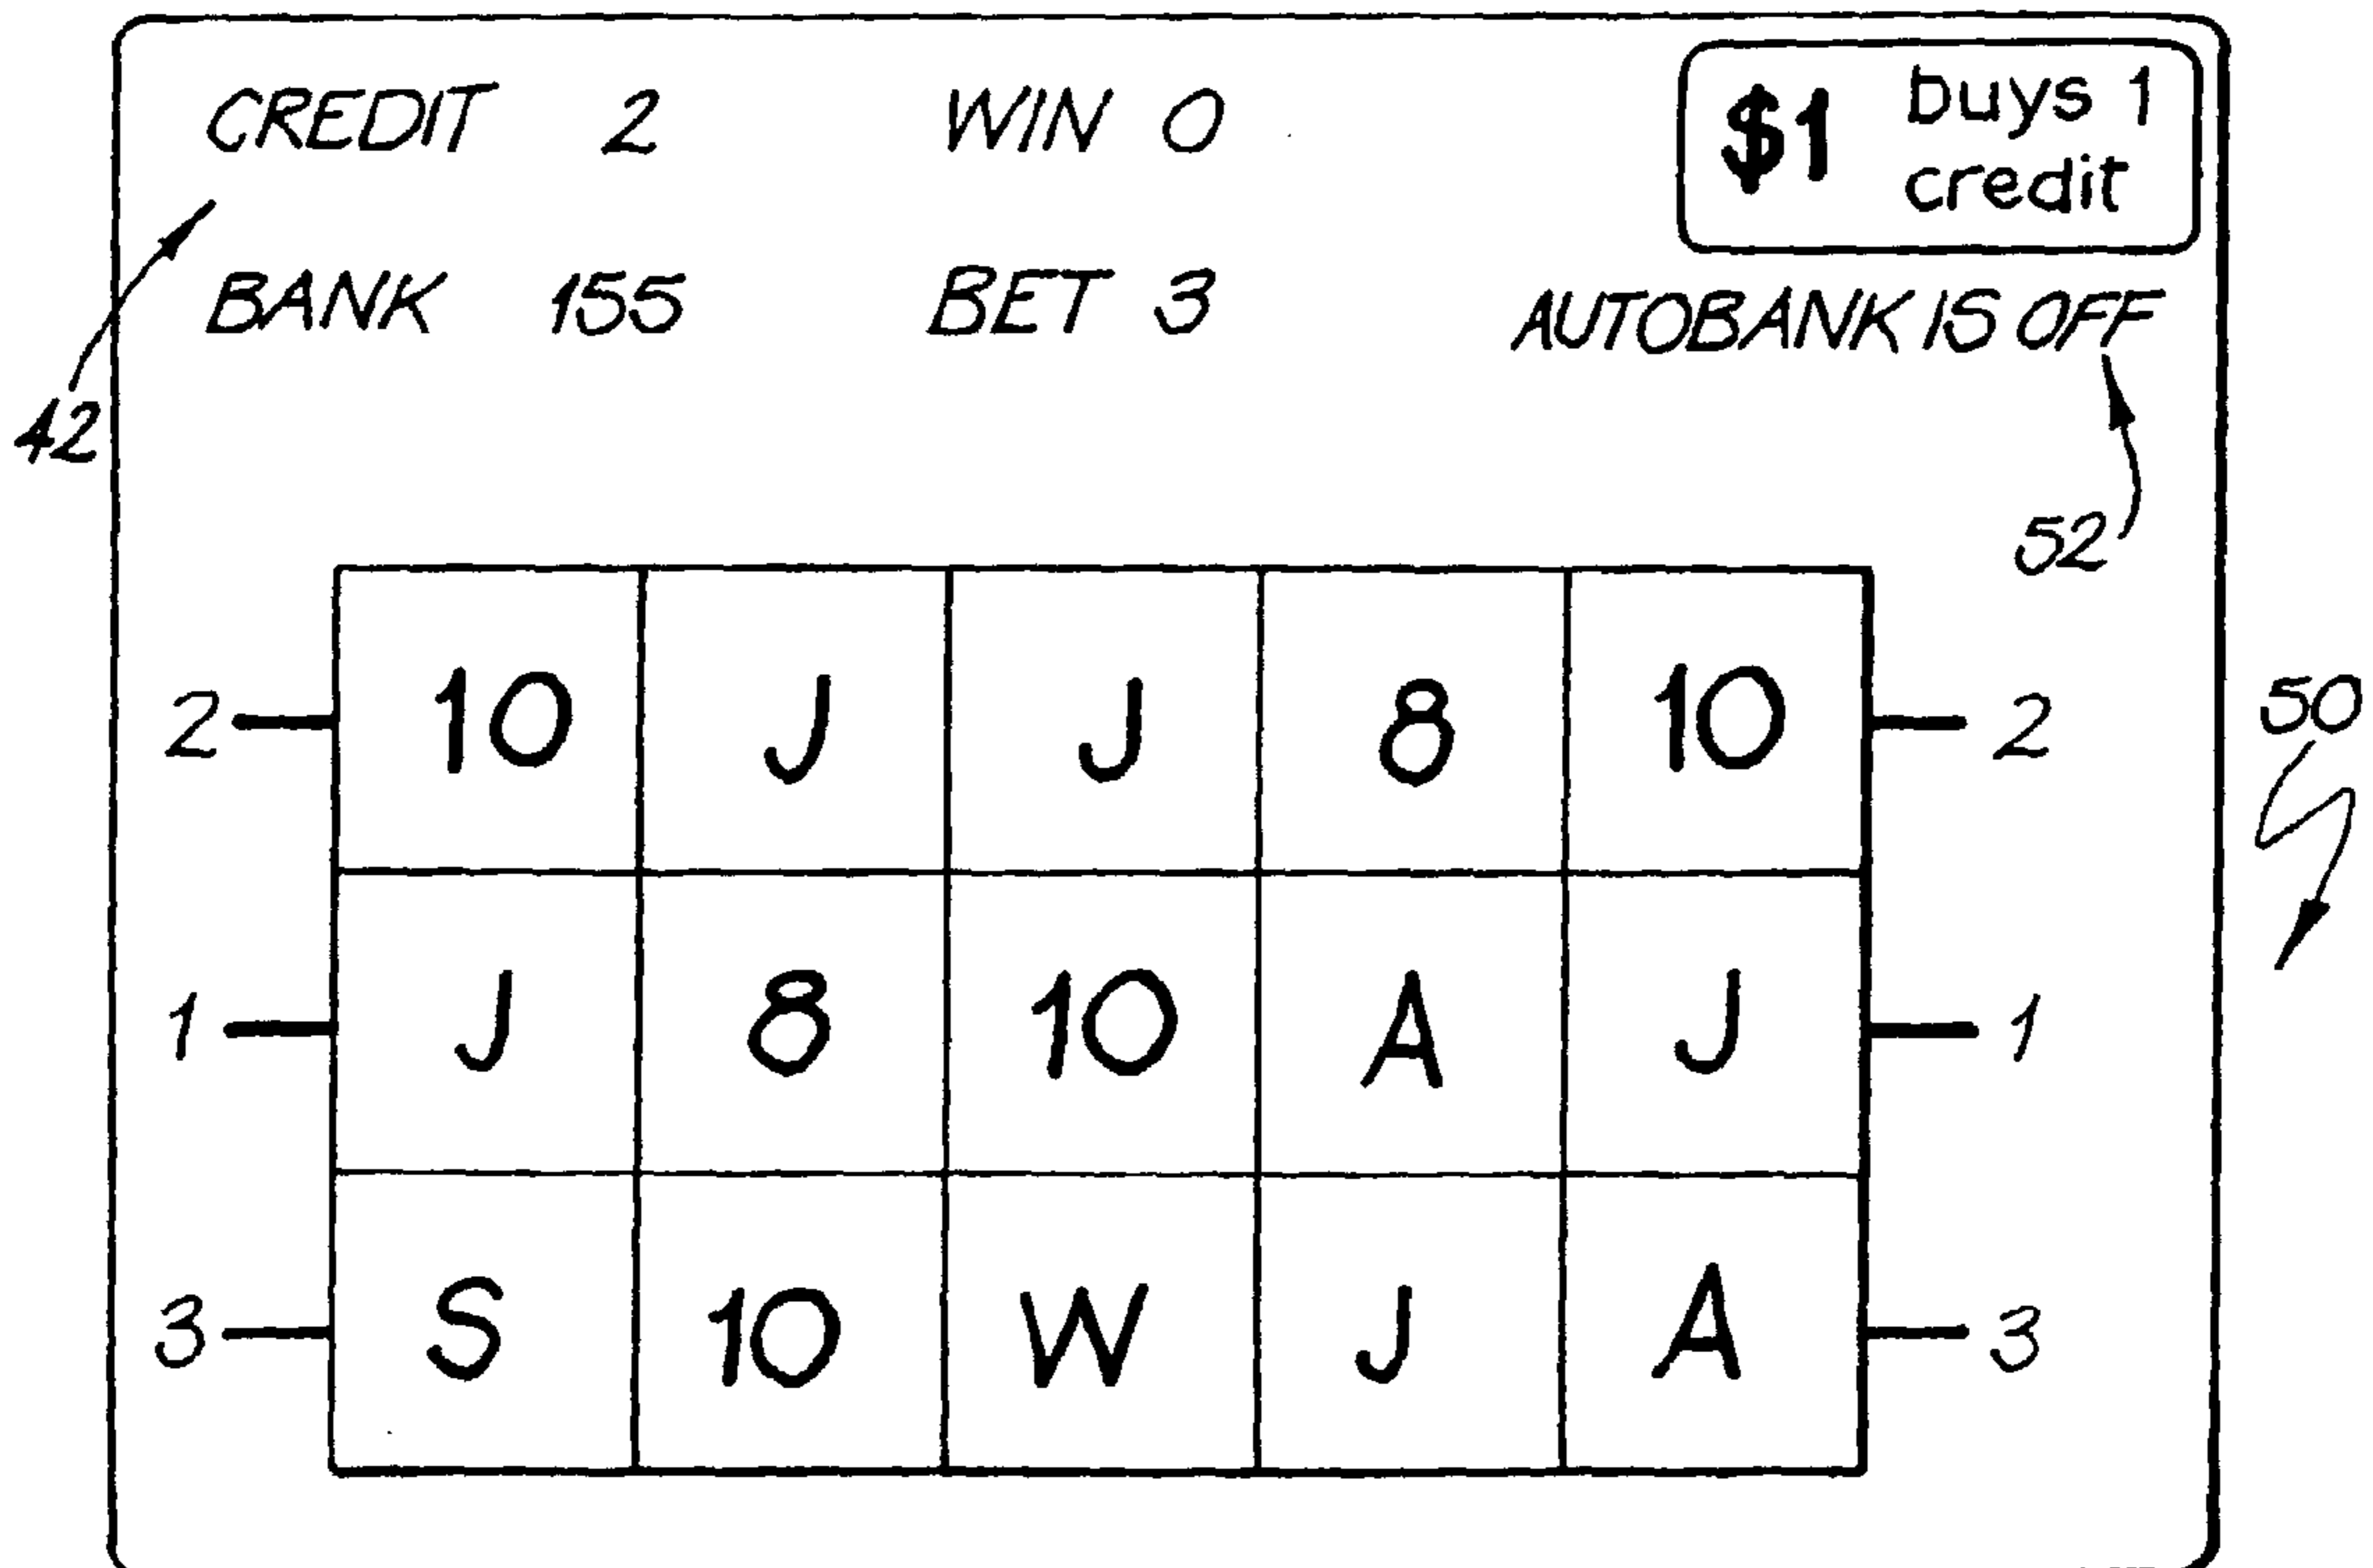 CREDIT 2 WIN 0
$1 buys 1 credit
BANK 155 BET 3
AUTOBANK IS OFF
42
52
2 10 J J 8 10 2
50
1 J 8 10 A J 1
3 S 10 W J A 3